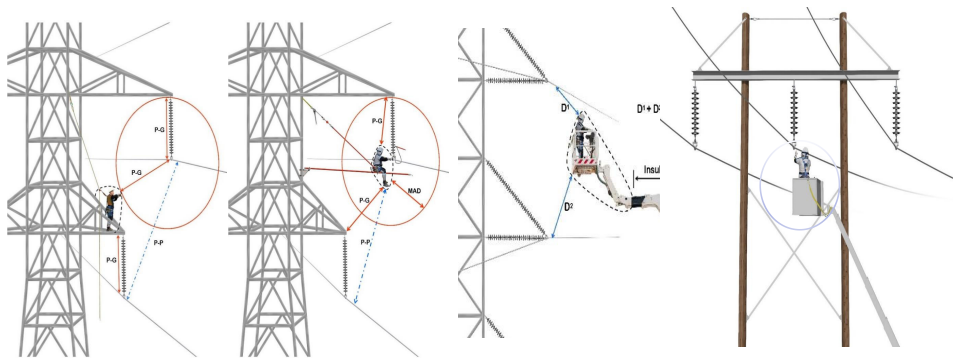 P-G
P-G
P-G
P-P
P-G
P-G
MAD
P-P
D¹
D²
D¹ + D²
Insul